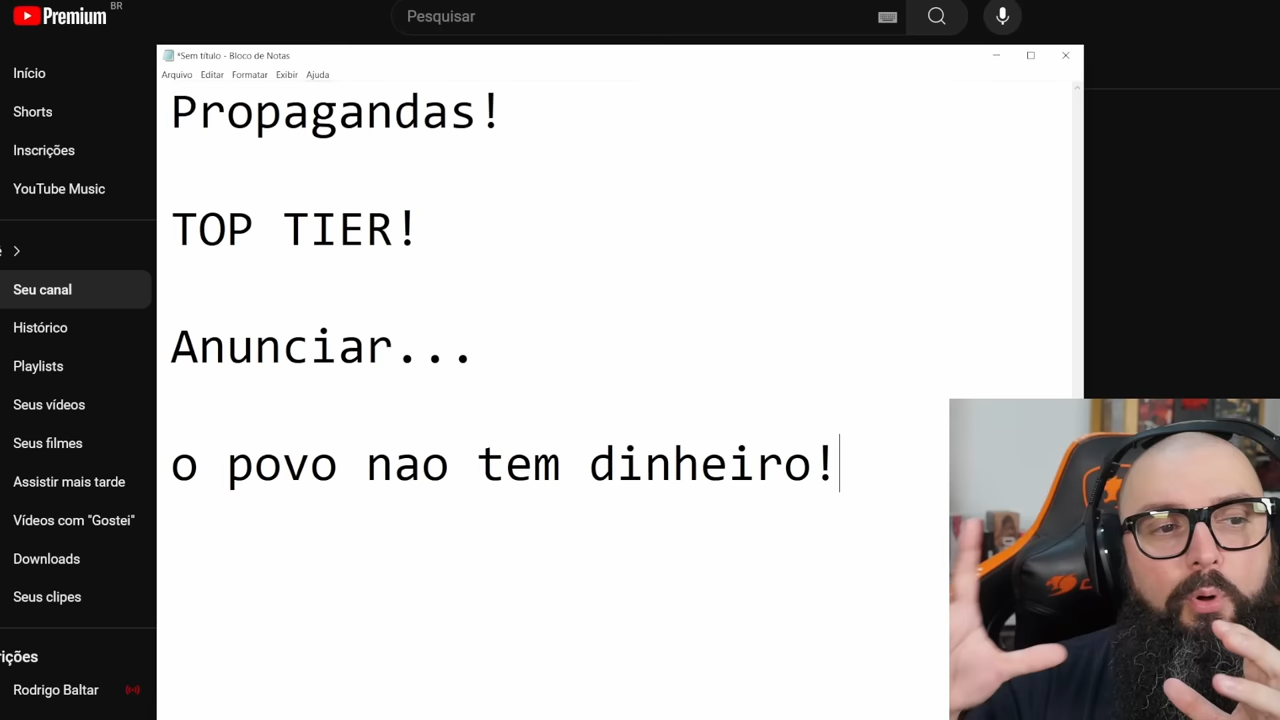 Premium BR
Pesquisar
*Sem título - Bloco de Notas
Arquivo Editar Formatar Exibir Ajuda
Início
Shorts
Inscrições
YouTube Music
Seu canal
Histórico
Playlists
Seus vídeos
Seus filmes
Assistir mais tarde
Vídeos com "Gostei"
Downloads
Seus clipes
rições
Rodrigo Baltar
Propagandas!
TOP TIER!
Anunciar...
o povo nao tem dinheiro!